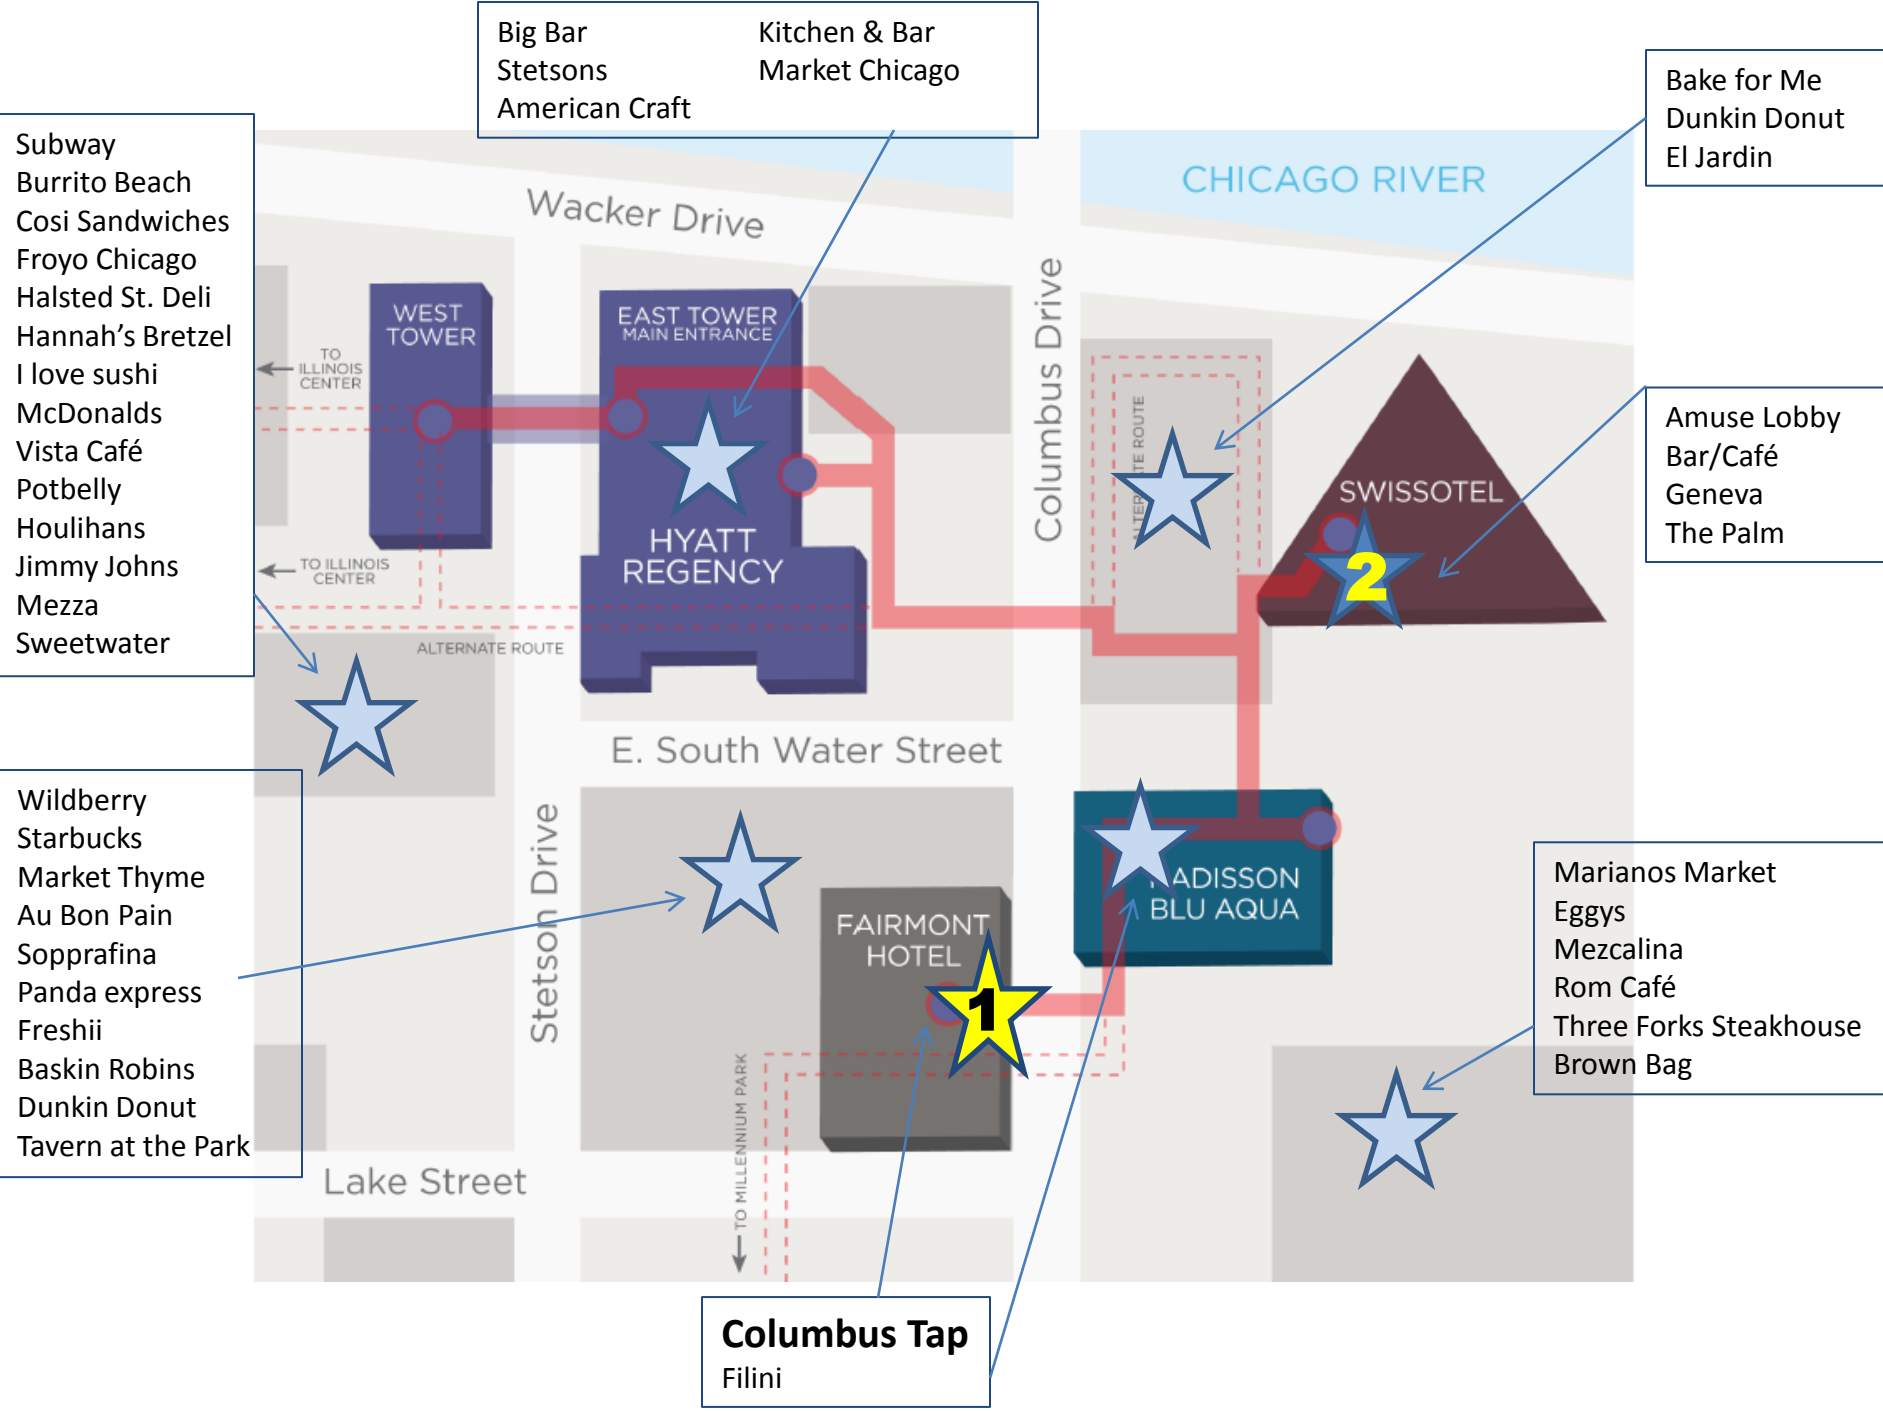 Big Bar
Stetsons
American Craft
Kitchen & Bar
Market Chicago
Bake for Me
Dunkin Donut
El Jardin
Subway
Burrito Beach
Cosi Sandwiches
Froyo Chicago
Halsted St. Deli
Hannah’s Bretzel
I love sushi
McDonalds
Vista Café
Potbelly
Houlihans
Jimmy Johns
Mezza
Sweetwater
CHICAGO RIVER
Wacker Drive
Columbus Drive
WEST
TOWER
EAST TOWER
MAIN ENTRANCE
TO
ILLINOIS
CENTER
HYATT
REGENCY
TO ILLINOIS
CENTER
ALTERNATE ROUTE
ALTERNATE ROUTE
SWISSOTEL
2
Amuse Lobby
Bar/Café
Geneva
The Palm
E. South Water Street
Wildberry
Starbucks
Market Thyme
Au Bon Pain
Sopprafina
Panda express
Freshii
Baskin Robins
Dunkin Donut
Tavern at the Park
Stetson Drive
FAIRMONT
HOTEL
1
RADISSON
BLU AQUA
Marianos Market
Eggys
Mezcalina
Rom Café
Three Forks Steakhouse
Brown Bag
TO MILLENNIUM PARK
Lake Street
Columbus Tap
Filini